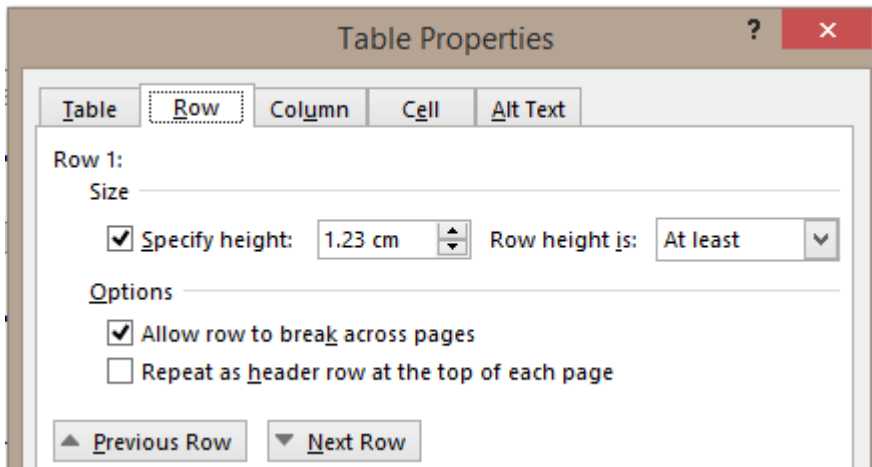 Table Properties ? ×
Table Row Column Cell Alt Text
Row 1:
Size
Specify height: 1.23 cm Row height is: At least
Options
Allow row to break across pages
Repeat as header row at the top of each page
Previous Row Next Row